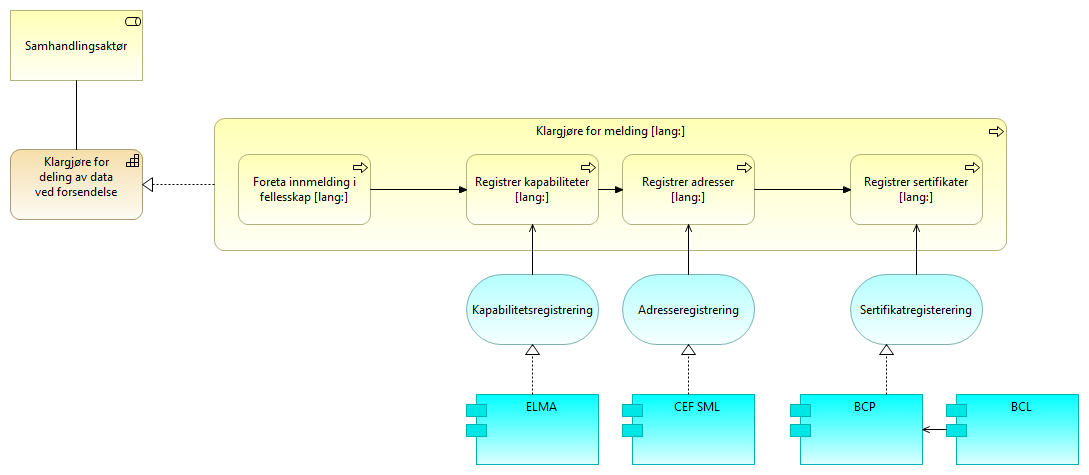 Samhandlingsaktør
Klargjøre for
deling av data
ved forsendelse
Klargjøre for melding [lang:]
Foreta innmelding i
fellesskap [lang:]
Registrer kapabiliteter
[lang:]
Registrer adresser
[lang:]
Registrer sertifikater
[lang:]
Kapabilitetsregistrering
Adresseregistrering
Sertifikatregisterering
ELMA
CEF SML
BCP
BCL